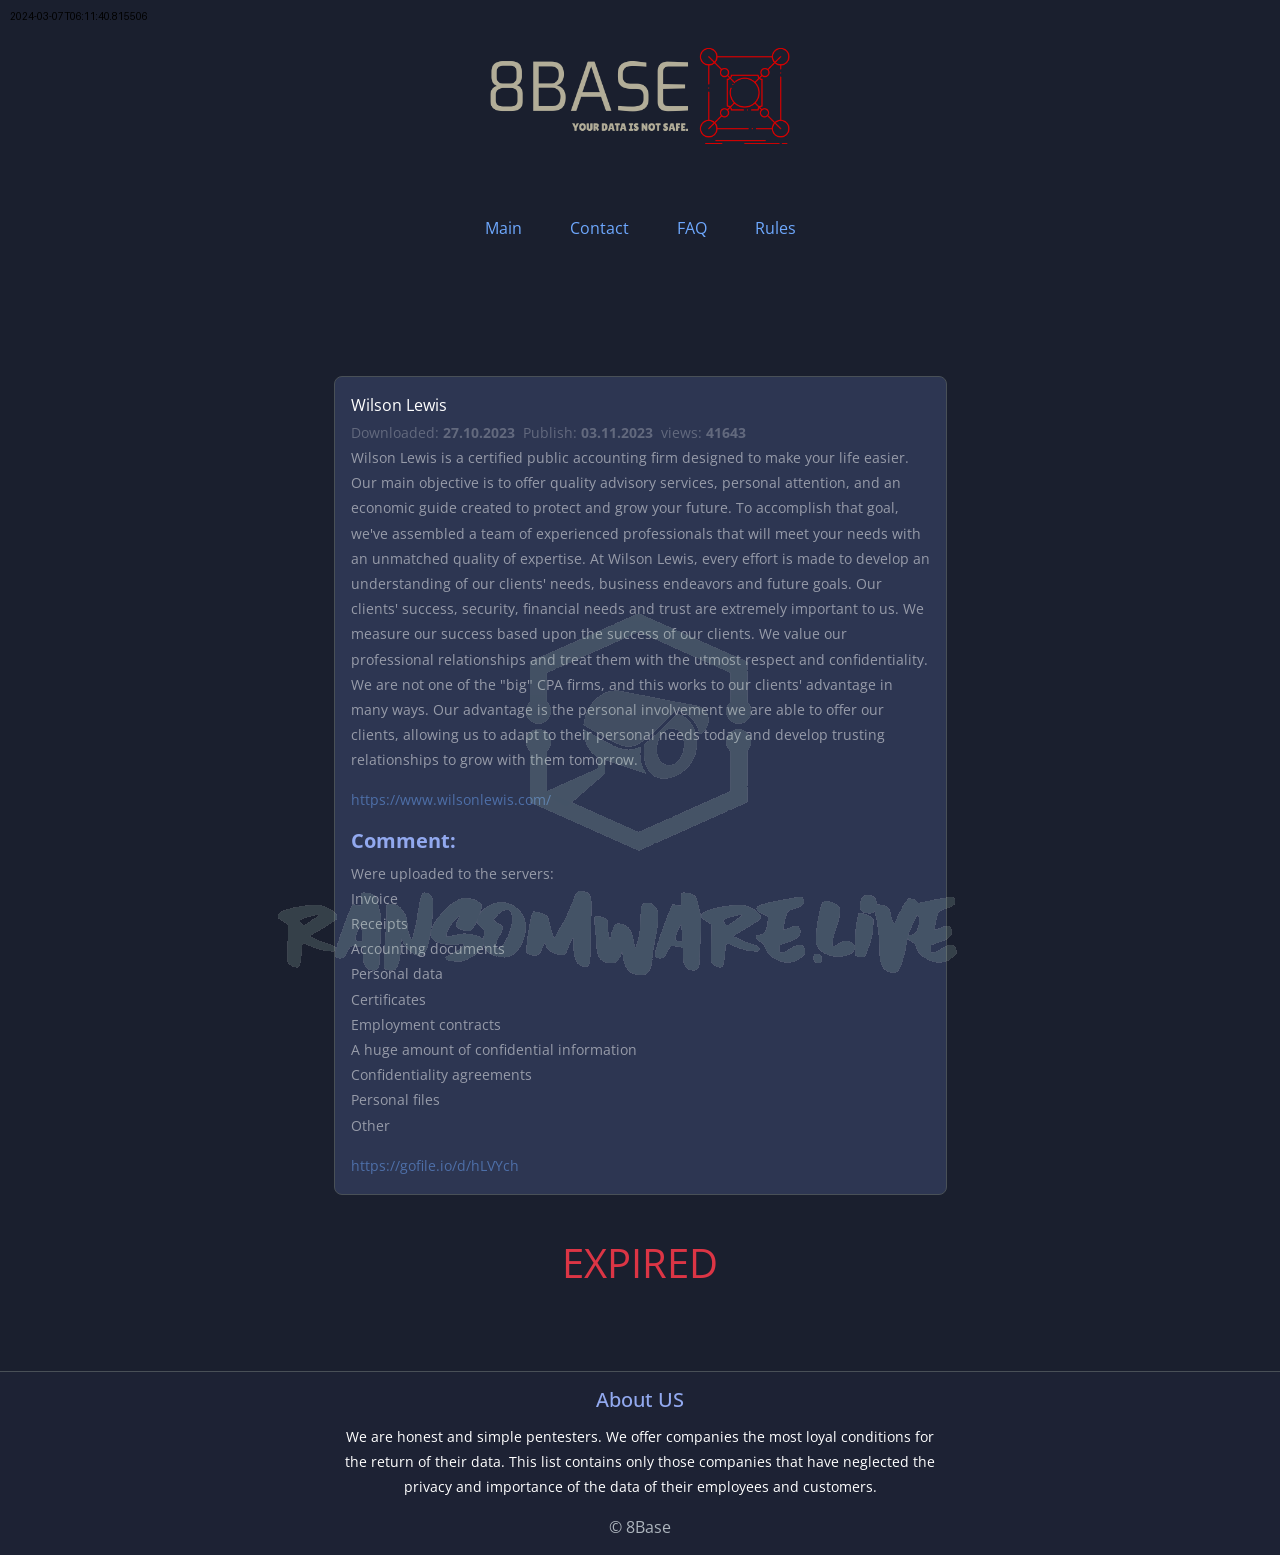 2024-03-07T06:11:40.815506
8BASE
YOUR DATA IS NOT SAFE.
Main Contact FAQ Rules
Wilson Lewis
Downloaded: 27.10.2023 Publish: 03.11.2023 views: 41643
Wilson Lewis is a certified public accounting firm designed to make your life easier.
Our main objective is to offer quality advisory services, personal attention, and an
economic guide created to protect and grow your future. To accomplish that goal,
we've assembled a team of experienced professionals that will meet your needs with
an unmatched quality of expertise. At Wilson Lewis, every effort is made to develop an
understanding of our clients' needs, business endeavors and future goals. Our
clients' success, security, financial needs and trust are extremely important to us. We
measure our success based upon the success of our clients. We value our
professional relationships and treat them with the utmost respect and confidentiality.
We are not one of the "big" CPA firms, and this works to our clients' advantage in
many ways. Our advantage is the personal involvement we are able to offer our
clients, allowing us to adapt to their personal needs today and develop trusting
relationships to grow with them tomorrow.
https://www.wilsonlewis.com/
Comment:
Were uploaded to the servers:
Invoice
Receipts
RANSOMWARE.LIVE
Accounting documents
Personal data
Certificates
Employment contracts
A huge amount of confidential information
Confidentiality agreements
Personal files
Other
https://gofile.io/d/hLVYch
EXPIRED
About US
We are honest and simple pentesters. We offer companies the most loyal conditions for
the return of their data. This list contains only those companies that have neglected the
privacy and importance of the data of their employees and customers.
© 8Base